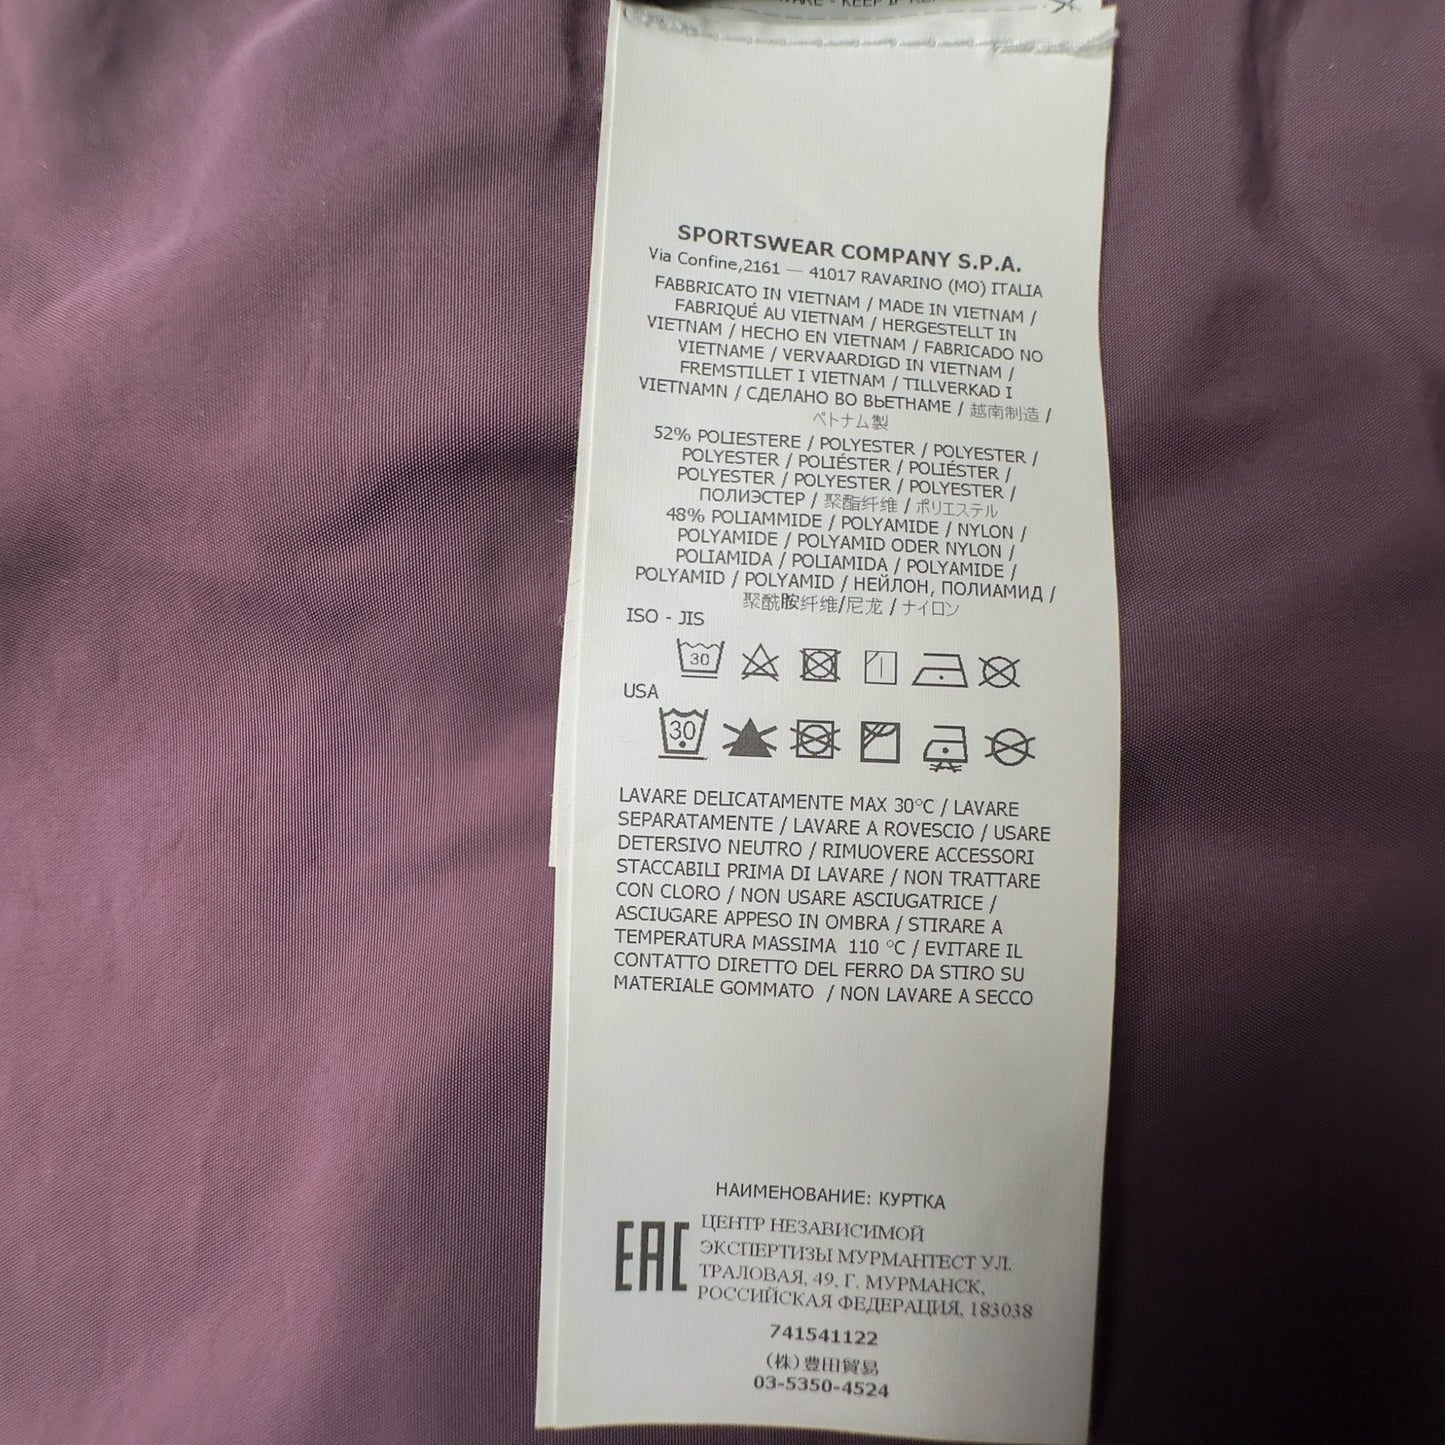 KEEP IF
SPORTSWEAR COMPANY S.P.A.
Via Confine,2161 — 41017 RAVARINO (MO) ITALIA
FABBRICATO IN VIETNAM / MADE IN VIETNAM /
FABRIQUÉ AU VIETNAM / HERGESTELLT IN
VIETNAM / HECHO EN VIETNAM / FABRICADO NO
VIETNAME / VERVAARDIGD IN VIETNAM /
FREMSTILLET I VIETNAM / TILLVERKAD I
VIETNAMN / СДЕЛАНО ВО ВЬЕТНАМЕ / 越南制造 /
ベトナム製
52% POLIESTERE / POLYESTER / POLYESTER /
POLYESTER / POLIÉSTER / POLIÉSTER /
POLYESTER / POLYESTER / POLYESTER /
ПОЛИЭСТЕР / 聚酯纤维 / ポリエステル
48% POLIAMMIDE / POLYAMIDE / NYLON /
POLYAMIDE / POLYAMID ODER NYLON /
POLIAMIDA / POLIAMIDA / POLYAMIDE /
POLYAMID / POLYAMID / НЕЙЛОН, ПОЛИАМИД /
聚酰胺纤维/尼龙 / ナイロン
ISO - JIS
30
USA
30
LAVARE DELICATAMENTE MAX 30°C / LAVARE
SEPARATAMENTE / LAVARE A ROVESCIO / USARE
DETERSIVO NEUTRO / RIMUOVERE ACCESSORI
STACCABILI PRIMA DI LAVARE / NON TRATTARE
CON CLORO / NON USARE ASCIUGATRICE /
ASCIUGARE APPESO IN OMBRA / STIRARE A
TEMPERATURA MASSIMA 110 °C / EVITARE IL
CONTATTO DIRETTO DEL FERRO DA STIRO SU
MATERIALE GOMMATO / NON LAVARE A SECCO
НАИМЕНОВАНИЕ: КУРТКА
EAC
ЦЕНТР НЕЗАВИСИМОЙ
ЭКСПЕРТИЗЫ МУРМАНТЕСТ УЛ.
ТРАЛОВАЯ, 49, Г. МУРМАНСК,
РОССИЙСКАЯ ФЕДЕРАЦИЯ, 183038
741541122
(株)豊田貿易
03-5350-4524